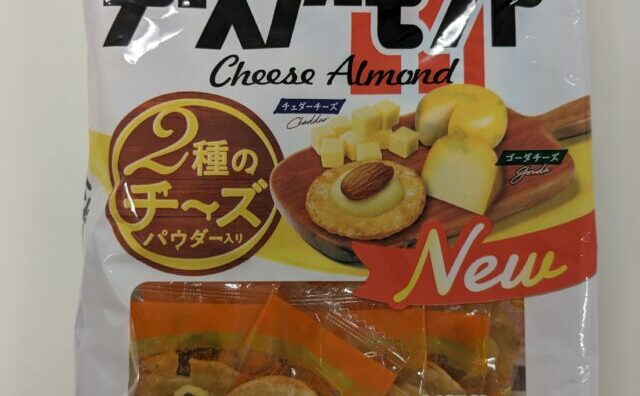 Cheese Almond
チェダーチーズ
Cheddar
2種の
チーズ
パウダー入り
ゴーダチーズ
gouda
New